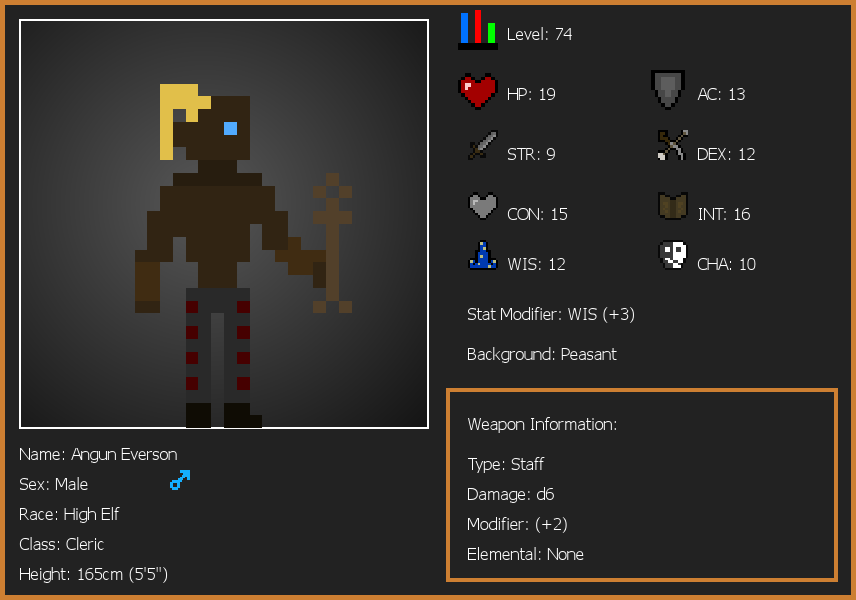 Level: 74
HP: 19
AC: 13
STR: 9
DEX: 12
CON: 15
INT: 16
WIS: 12
CHA: 10
Stat Modifier: WIS (+3)
Background: Peasant
Weapon Information:
Type: Staff
Damage: d6
Modifier: (+2)
Elemental: None
Name: Angun Everson
Sex: Male
Race: High Elf
Class: Cleric
Height: 165cm (5'5")